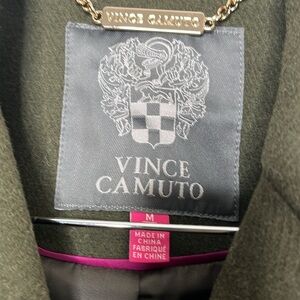 VINCE CAMUTO
VINCE
CAMUTO
M
MADE IN
CHINA
FABRIQUÉ
EN CHINE